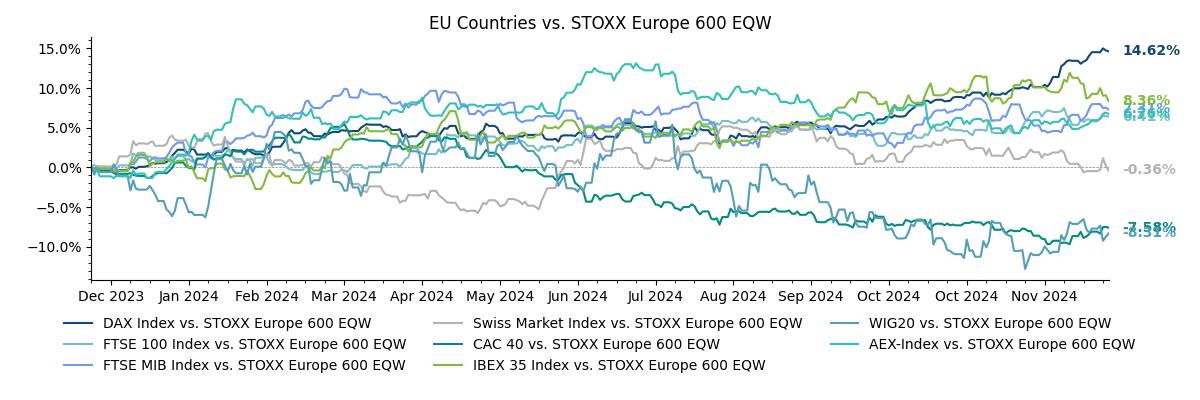 EU Countries vs. STOXX Europe 600 EQW
15.0%
10.0%
5.0%
0.0%
−5.0%
−10.0%
14.62%
8.36%
-0.36%
-7.58%
-8.31%
Dec 2023 Jan 2024 Feb 2024 Mar 2024 Apr 2024 May 2024 Jun 2024 Jul 2024 Aug 2024 Sep 2024 Oct 2024 Oct 2024 Nov 2024
DAX Index vs. STOXX Europe 600 EQW
FTSE 100 Index vs. STOXX Europe 600 EQW
FTSE MIB Index vs. STOXX Europe 600 EQW
Swiss Market Index vs. STOXX Europe 600 EQW
CAC 40 vs. STOXX Europe 600 EQW
IBEX 35 Index vs. STOXX Europe 600 EQW
WIG20 vs. STOXX Europe 600 EQW
AEX-Index vs. STOXX Europe 600 EQW